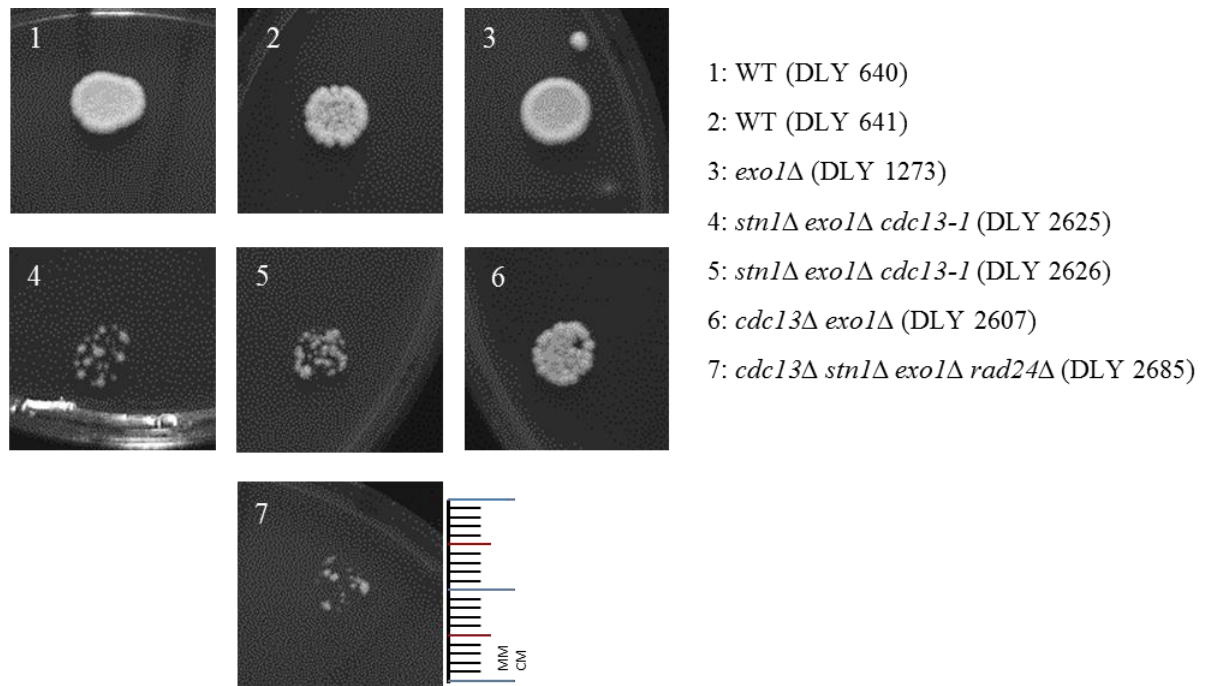 1
2
3
1: WT (DLY 640)
2: WT (DLY 641)
3: exo1Δ (DLY 1273)
4: stn1Δ exo1Δ cdc13-1 (DLY 2625)
5: stn1Δ exo1Δ cdc13-1 (DLY 2626)
6: cdc13Δ exo1Δ (DLY 2607)
7: cdc13Δ stn1Δ exo1Δ rad24Δ (DLY 2685)
4
5
6
7
MM
CM